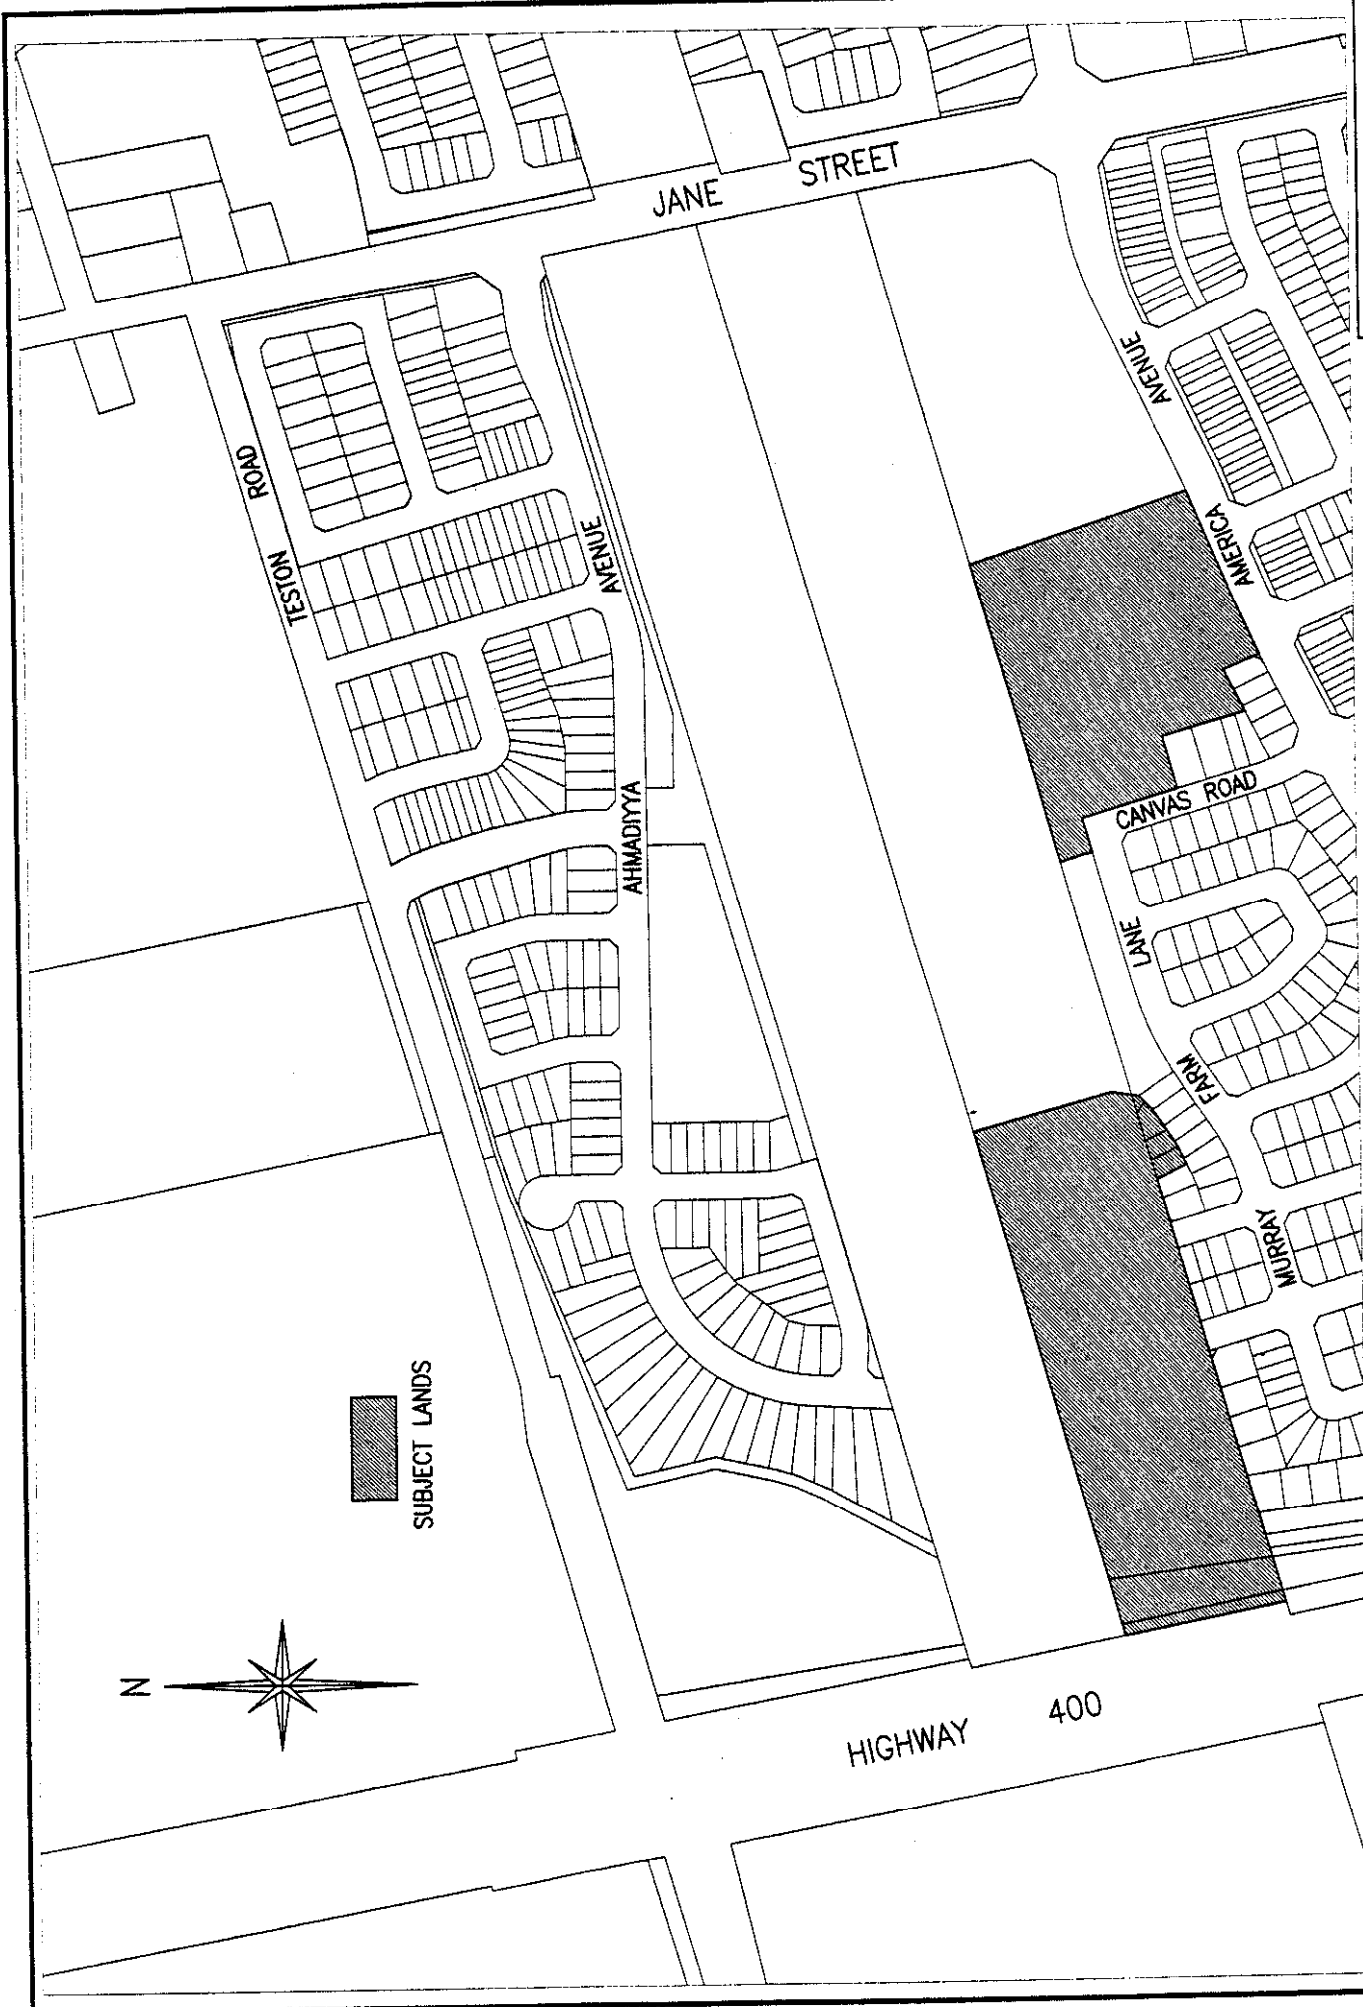 JANE STREET
TESTON ROAD
AHMADIYYA AVENUE
AMERICA AVENUE
CANVAS ROAD
MURRAY FARM LANE
SUBJECT LANDS
N
HIGHWAY 400